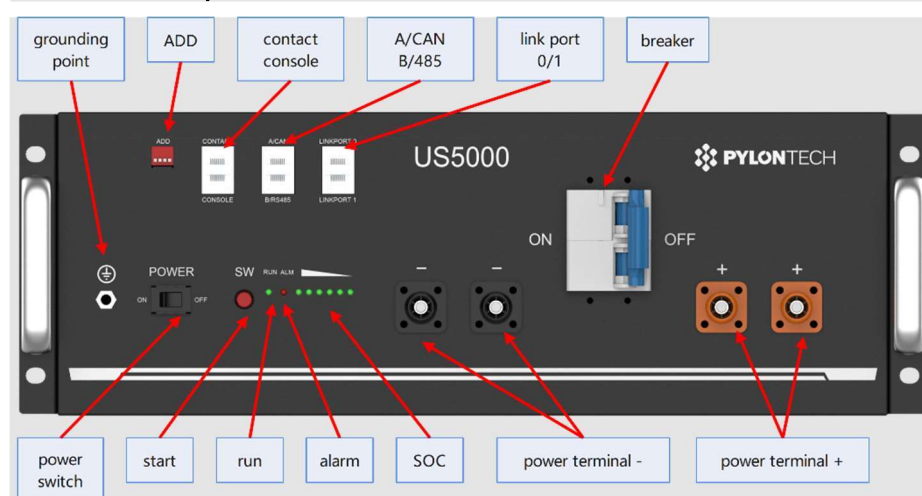 grounding
point
ADD
contact
console
A/CAN
B/485
link port
0/1
breaker
ADD
A/CAN
CONSOLE
B/RS485
LINKPORT 1
US5000
PYLONTECH
ON
OFF
POWER
SW
RUN ALM
ON
OFF
power
switch
start
run
alarm
SOC
power terminal -
power terminal +